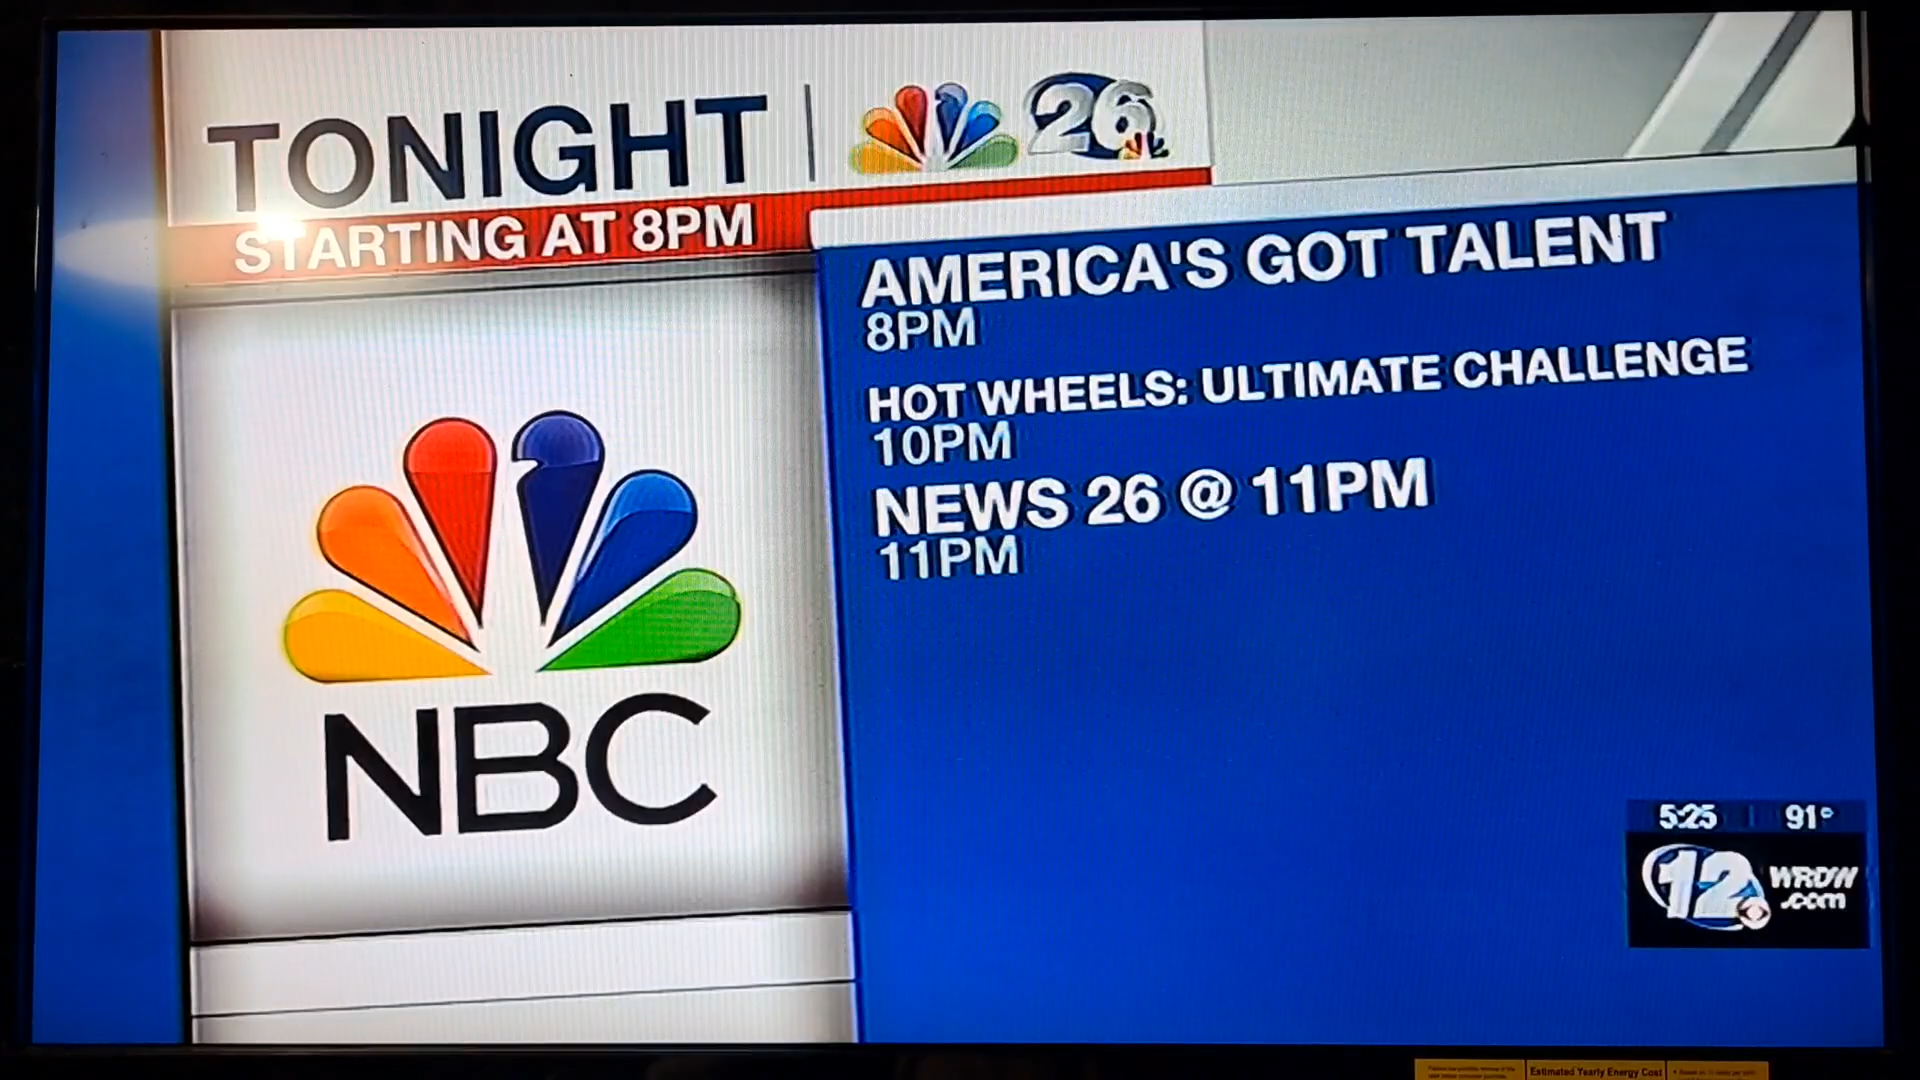 TONIGHT
26
STARTING AT 8PM
AMERICA'S GOT TALENT
8PM
HOT WHEELS: ULTIMATE CHALLENGE
10PM
NEWS 26 @ 11PM
11PM
NBC
5:25 91°
12 WRDW
.com
Estimated Yearly Energy Cost